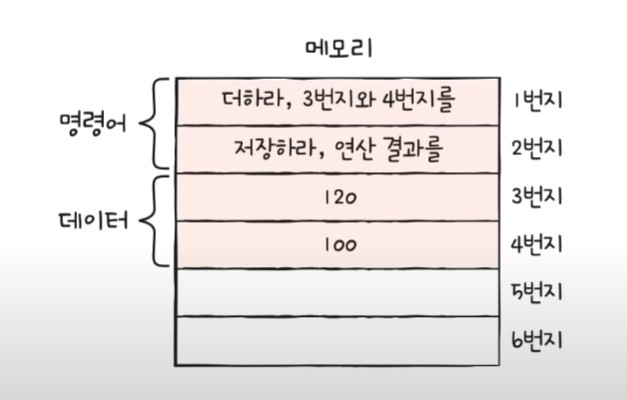 메모리
명령어
더하라, 3번지와 4번지를
1번지
저장하라, 연산 결과를
2번지
데이터
120
3번지
100
4번지
5번지
6번지